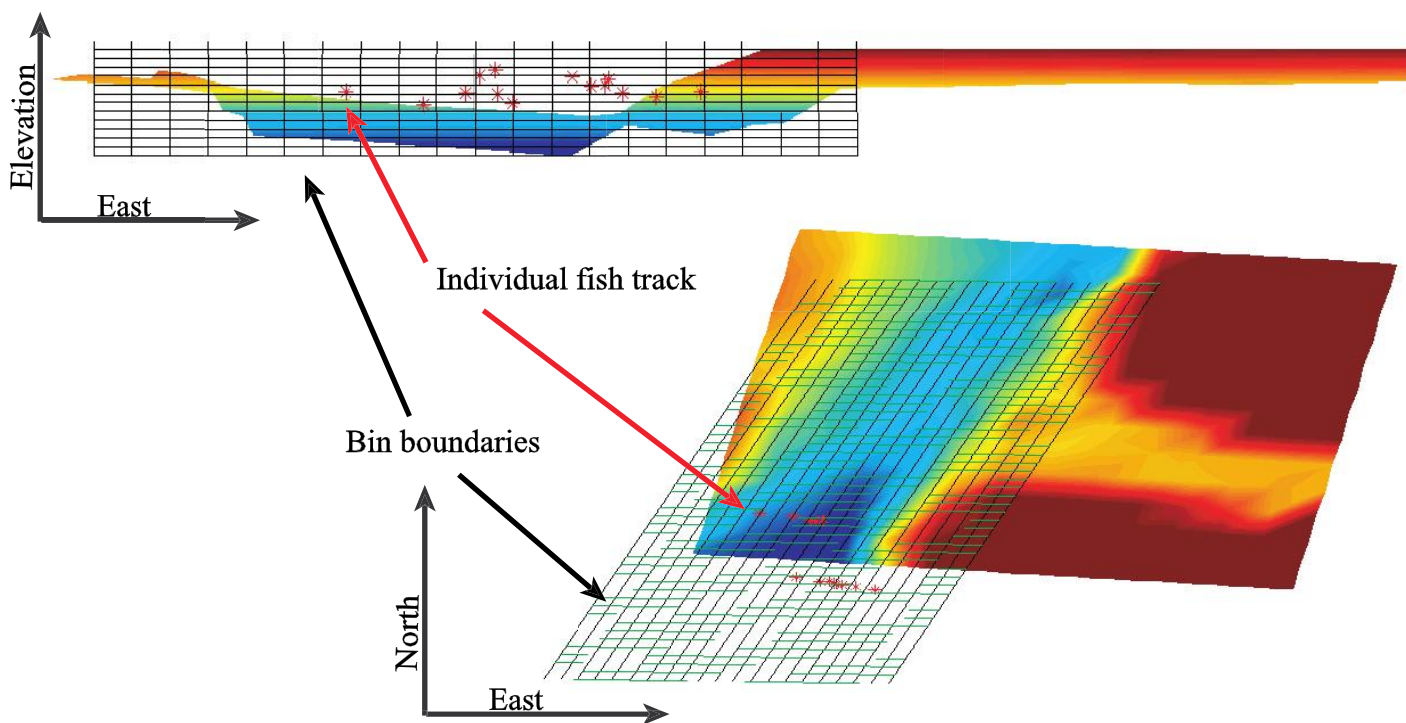 Elevation
East
Individual fish track
Bin boundaries
North
East